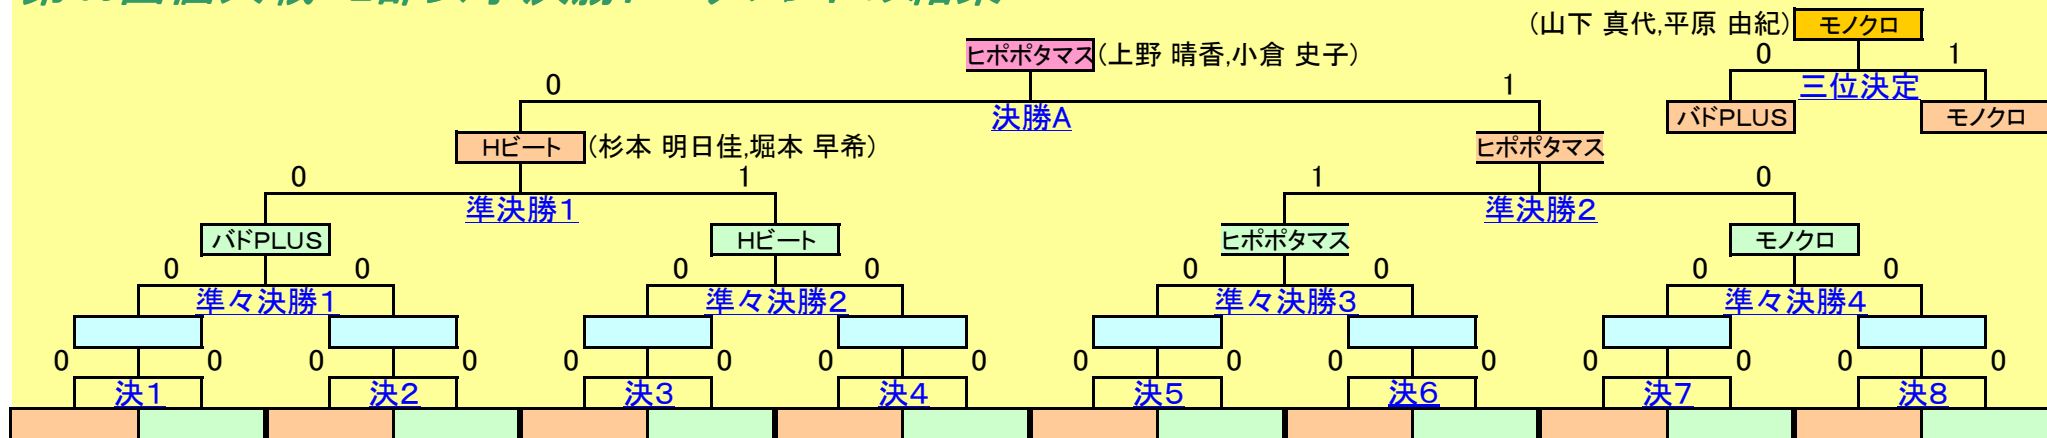 (山下 真代,平原 由紀) モノクロ
ヒポポタマス (上野 晴香,小倉 史子) 0 1
0 1 三位決定
決勝A バドPLUS モノクロ
Hビート (杉本 明日佳,堀本 早希) ヒポポタマス
0 1 1 0
準決勝1 準決勝2
バドPLUS Hビート ヒポポタマス モノクロ
0 0 0 0 0 0 0 0
準々決勝1 準々決勝2 準々決勝3 準々決勝4
0 0 0 0 0 0 0 0 0 0 0 0 0 0 0 0
決1 決2 決3 決4 決5 決6 決7 決8